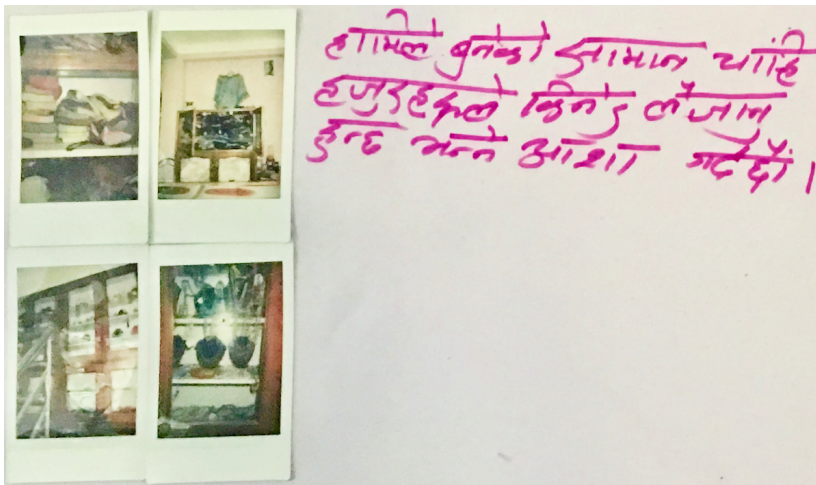 हामिले बुनेको सामान चाहि
हजुरहरूले किनेर लैजानु
हुन्छ भन्ने आशा गर्दछौं ।